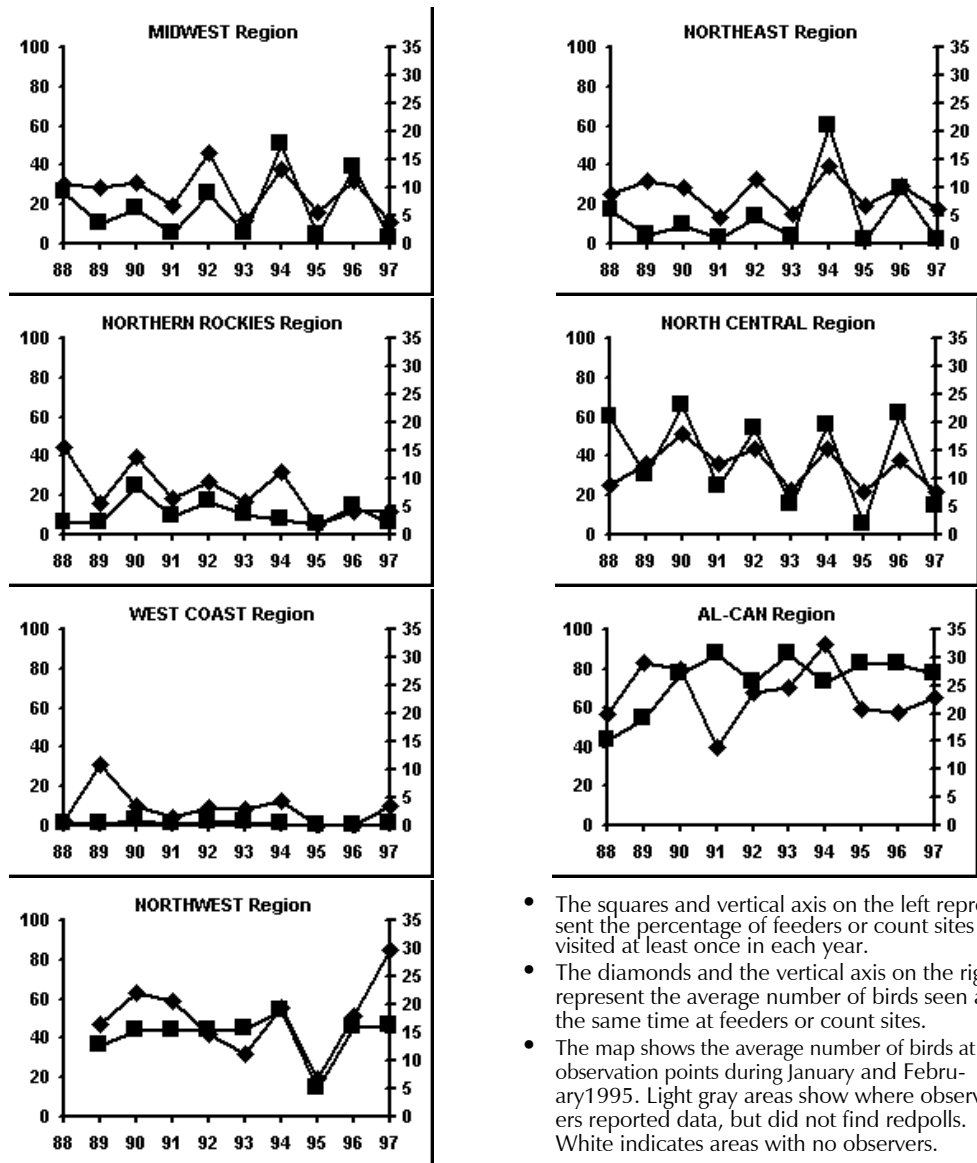 MIDWEST Region
100 35
80 30
60 25
40 20
20 15
0 10
5
0
88 89 90 91 92 93 94 95 96 97
NORTHEAST Region
100 35
80 30
60 25
40 20
20 15
0 10
5
0
88 89 90 91 92 93 94 95 96 97
NORTHERN ROCKIES Region
100 35
80 30
60 25
40 20
20 15
0 10
5
0
88 89 90 91 92 93 94 95 96 97
NORTH CENTRAL Region
100 35
80 30
60 25
40 20
20 15
0 10
5
0
88 89 90 91 92 93 94 95 96 97
WEST COAST Region
100 35
80 30
60 25
40 20
20 15
0 10
5
0
88 89 90 91 92 93 94 95 96 97
AL-CAN Region
100 35
80 30
60 25
40 20
20 15
0 10
5
0
88 89 90 91 92 93 94 95 96 97
NORTHWEST Region
100 35
80 30
60 25
40 20
20 15
0 10
5
0
88 89 90 91 92 93 94 95 96 97
• The squares and vertical axis on the left repre
sent the percentage of feeders or count sites
visited at least once in each year.
• The diamonds and the vertical axis on the rig
represent the average number of birds seen a
the same time at feeders or count sites.
• The map shows the average number of birds at
observation points during January and Febru-
ary1995. Light gray areas show where observ
ers reported data, but did not find redpolls.
White indicates areas with no observers.